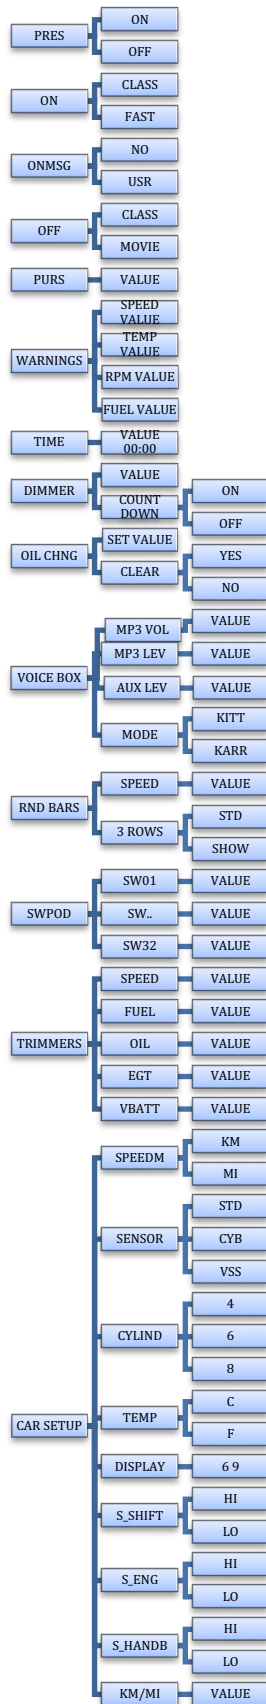 PRES
ON
OFF
ON
CLASS
FAST
ONMSG
NO
USR
OFF
CLASS
MOVIE
PURS
VALUE
WARNINGS
SPEED
VALUE
TEMP
VALUE
RPM VALUE
FUEL VALUE
TIME
VALUE
00:00
DIMMER
VALUE
COUNT
DOWN
ON
OFF
OIL CHNG
SET VALUE
CLEAR
YES
NO
VOICE BOX
MP3 VOL
VALUE
MP3 LEV
VALUE
AUX LEV
VALUE
MODE
KITT
KARR
RND BARS
SPEED
VALUE
3 ROWS
STD
SHOW
SWPOD
SW01
VALUE
SW..
VALUE
SW32
VALUE
TRIMMERS
SPEED
VALUE
FUEL
VALUE
OIL
VALUE
EGT
VALUE
VBATT
VALUE
CAR SETUP
SPEEDM
KM
MI
SENSOR
STD
CYB
VSS
CYLIND
4
6
8
TEMP
C
F
DISPLAY
6 9
S_SHIFT
HI
LO
S_ENG
HI
LO
S_HANDB
HI
LO
KM/MI
VALUE